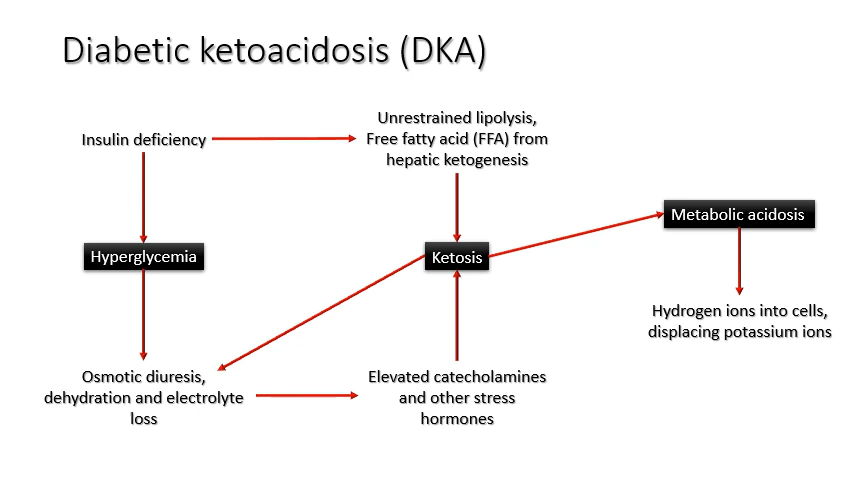 Diabetic ketoacidosis (DKA)
Insulin deficiency
Unrestrained lipolysis,
Free fatty acid (FFA) from
hepatic ketogenesis
Metabolic acidosis
Hyperglycemia
Ketosis
Hydrogen ions into cells,
displacing potassium ions
Osmotic diuresis,
dehydration and electrolyte
loss
Elevated catecholamines
and other stress
hormones